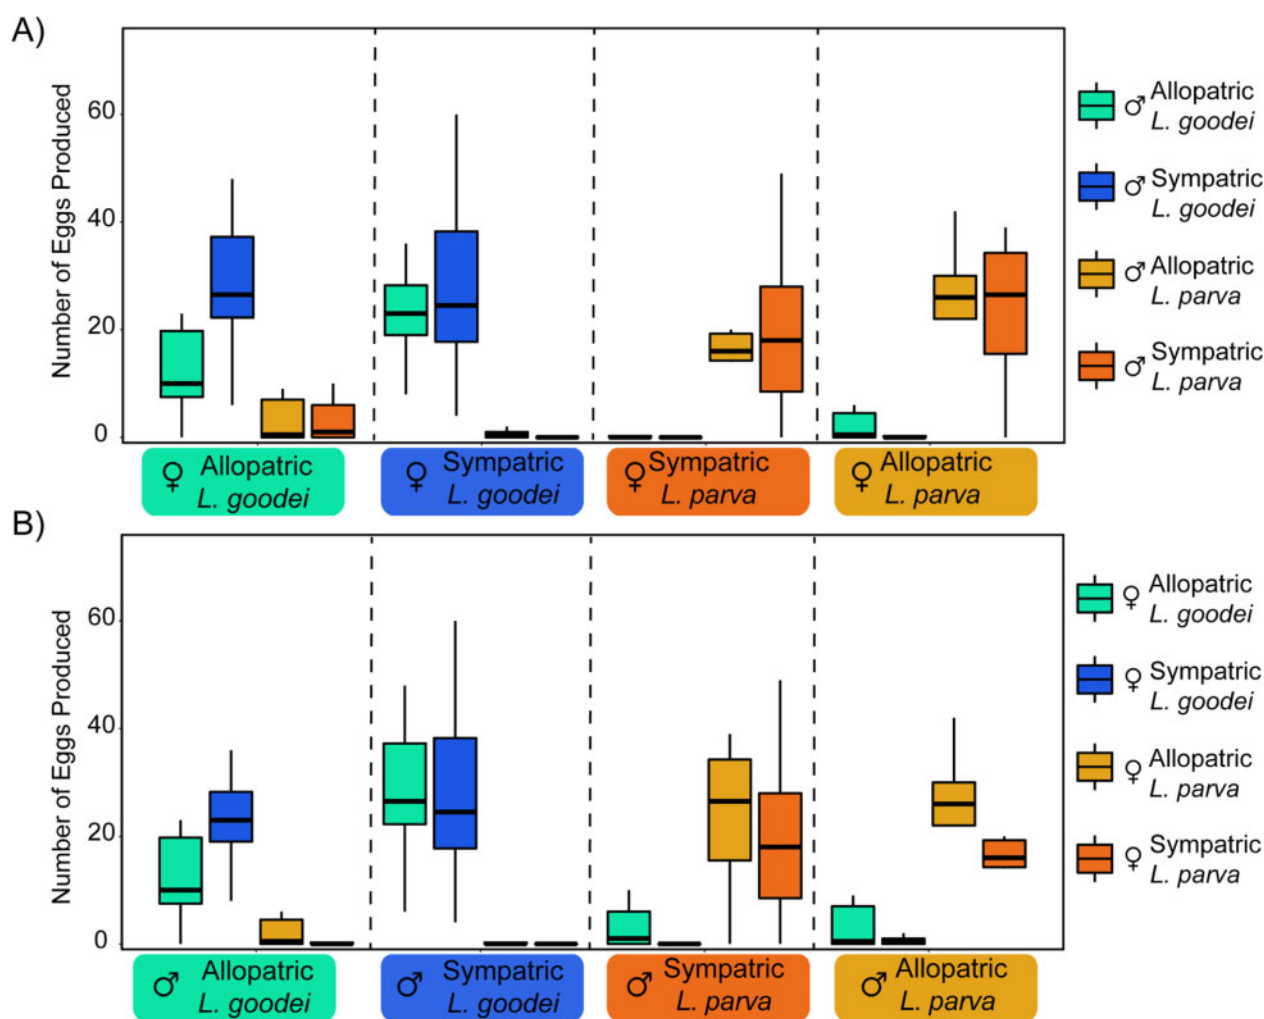 A)
Number of Eggs Produced
60
40
20
0
♀ Allopatric
L. goodei
♀ Sympatric
L. goodei
♀ Sympatric
L. parva
♀ Allopatric
L. parva
♂ Allopatric
L. goodei
♂ Sympatric
L. goodei
♂ Allopatric
L. parva
♂ Sympatric
L. parva
B)
Number of Eggs Produced
60
40
20
0
♂ Allopatric
L. goodei
♂ Sympatric
L. goodei
♂ Sympatric
L. parva
♂ Allopatric
L. parva
♀ Allopatric
L. goodei
♀ Sympatric
L. goodei
♀ Allopatric
L. parva
♀ Sympatric
L. parva